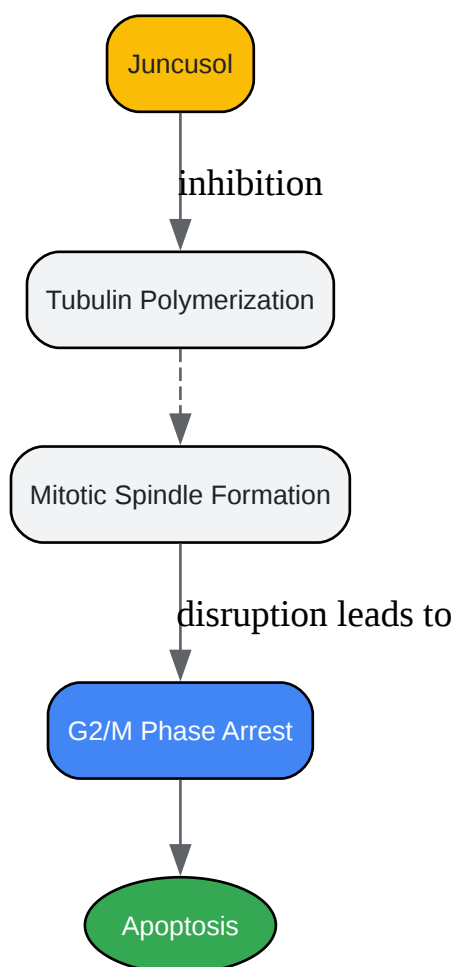 Juncusol
inhibition
Tubulin Polymerization
Mitotic Spindle Formation
disruption leads to
G2/M Phase Arrest
Apoptosis